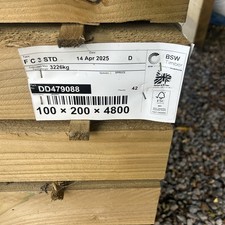 F C 3 STD 14 Apr 2025 D BSW
3226kg
DD479088 42
100 × 200 × 4800
FSC